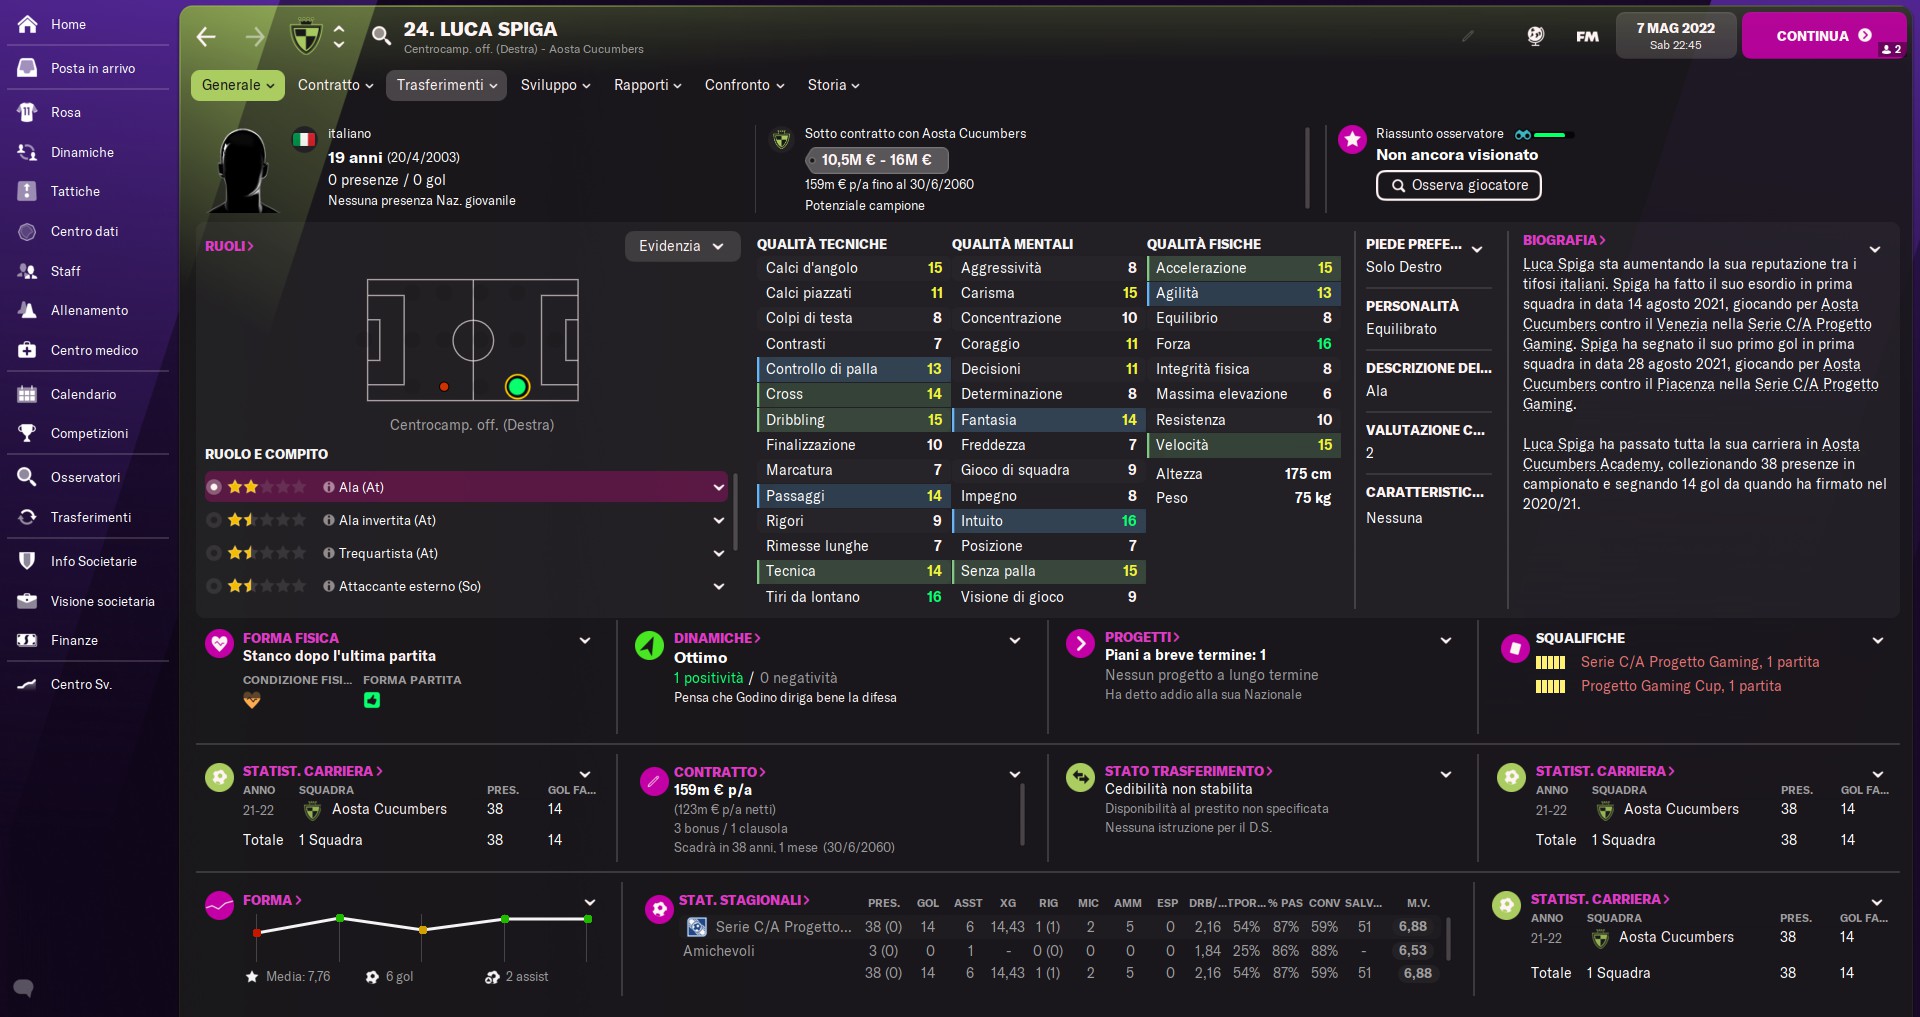 Home
Posta in arrivo
Rosa
Dinamiche
Tattiche
Centro dati
Staff
Allenamento
Centro medico
Calendario
Competizioni
Osservatori
Trasferimenti
Info Societarie
Visione societaria
Finanze
Centro Sv.
24. LUCA SPIGA
Centrocamp. off. (Destra) - Aosta Cucumbers
FM
7 MAG 2022
Sab 22:45
CONTINUA
2
Generale Contratto Trasferimenti Sviluppo Rapporti Confronto Storia
italiano
19 anni (20/4/2003)
0 presenze / 0 gol
Nessuna presenza Naz. giovanile
Sotto contratto con Aosta Cucumbers
10,5M € - 16M €
159m € p/a fino al 30/6/2060
Potenziale campione
Riassunto osservatore
Non ancora visionato
Osserva giocatore
RUOLI
Evidenzia
Centrocamp. off. (Destra)
RUOLO E COMPITO
Ala (At)
Ala invertita (At)
Trequartista (At)
Attaccante esterno (So)
QUALITÀ TECNICHE
Calci d'angolo 15
Calci piazzati 11
Colpi di testa 8
Contrasti 7
Controllo di palla 13
Cross 14
Dribbling 15
Finalizzazione 10
Marcatura 7
Passaggi 14
Rigori 9
Rimesse lunghe 7
Tecnica 14
Tiri da lontano 16
QUALITÀ MENTALI
Aggressività 8
Carisma 15
Concentrazione 10
Coraggio 11
Decisioni 11
Determinazione 8
Fantasia 14
Freddezza 7
Gioco di squadra 9
Impegno 8
Intuito 16
Posizione 7
Senza palla 15
Visione di gioco 9
QUALITÀ FISICHE
Accelerazione 15
Agilità 13
Equilibrio 8
Forza 16
Integrità fisica 8
Massima elevazione 6
Resistenza 10
Velocità 15
Altezza 175 cm
Peso 75 kg
PIEDE PREFE...
Solo Destro
PERSONALITÀ
Equilibrato
DESCRIZIONE DEI...
Ala
VALUTAZIONE C...
2
CARATTERISTIC...
Nessuna
BIOGRAFIA
Luca Spiga sta aumentando la sua reputazione tra i
tifosi italiani. Spiga ha fatto il suo esordio in prima
squadra in data 14 agosto 2021, giocando per Aosta
Cucumbers contro il Venezia nella Serie C/A Progetto
Gaming. Spiga ha segnato il suo primo gol in prima
squadra in data 28 agosto 2021, giocando per Aosta
Cucumbers contro il Piacenza nella Serie C/A Progetto
Gaming.
Luca Spiga ha passato tutta la sua carriera in Aosta
Cucumbers Academy, collezionando 38 presenze in
campionato e segnando 14 gol da quando ha firmato nel
2020/21.
FORMA FISICA
Stanco dopo l'ultima partita
CONDIZIONE FISI... FORMA PARTITA
DINAMICHE
Ottimo
1 positività / 0 negatività
Pensa che Godino diriga bene la difesa
PROGETTI
Piani a breve termine: 1
Nessun progetto a lungo termine
Ha detto addio alla sua Nazionale
SQUALIFICHE
Serie C/A Progetto Gaming, 1 partita
Progetto Gaming Cup, 1 partita
STATIST. CARRIERA
ANNO SQUADRA PRES. GOL FA...
21-22 Aosta Cucumbers 38 14
Totale 1 Squadra 38 14
CONTRATTO
159m € p/a
(123m € p/a netti)
3 bonus / 1 clausola
Scadrà in 38 anni, 1 mese (30/6/2060)
STATO TRASFERIMENTO
Cedibilità non stabilita
Disponibilità al prestito non specificata
Nessuna istruzione per il D.S.
STATIST. CARRIERA
ANNO SQUADRA PRES. GOL FA...
21-22 Aosta Cucumbers 38 14
Totale 1 Squadra 38 14
FORMA
Media: 7,76 6 gol 2 assist
STAT. STAGIONALI PRES. GOL ASST XG RIG MIC AMM ESP DRB/... TPOR... % PAS CONV SALV... M.V.
Serie C/A Progetto... 38 (0) 14 6 14,43 1 (1) 2 5 0 2,16 54% 87% 59% 51 6,88
Amichevoli 3 (0) 0 1 - 0 (0) 0 0 0 1,84 25% 86% 88% - 6,53
38 (0) 14 6 14,43 1 (1) 2 5 0 2,16 54% 87% 59% 51 6,88
STATIST. CARRIERA
ANNO SQUADRA PRES. GOL FA...
21-22 Aosta Cucumbers 38 14
Totale 1 Squadra 38 14